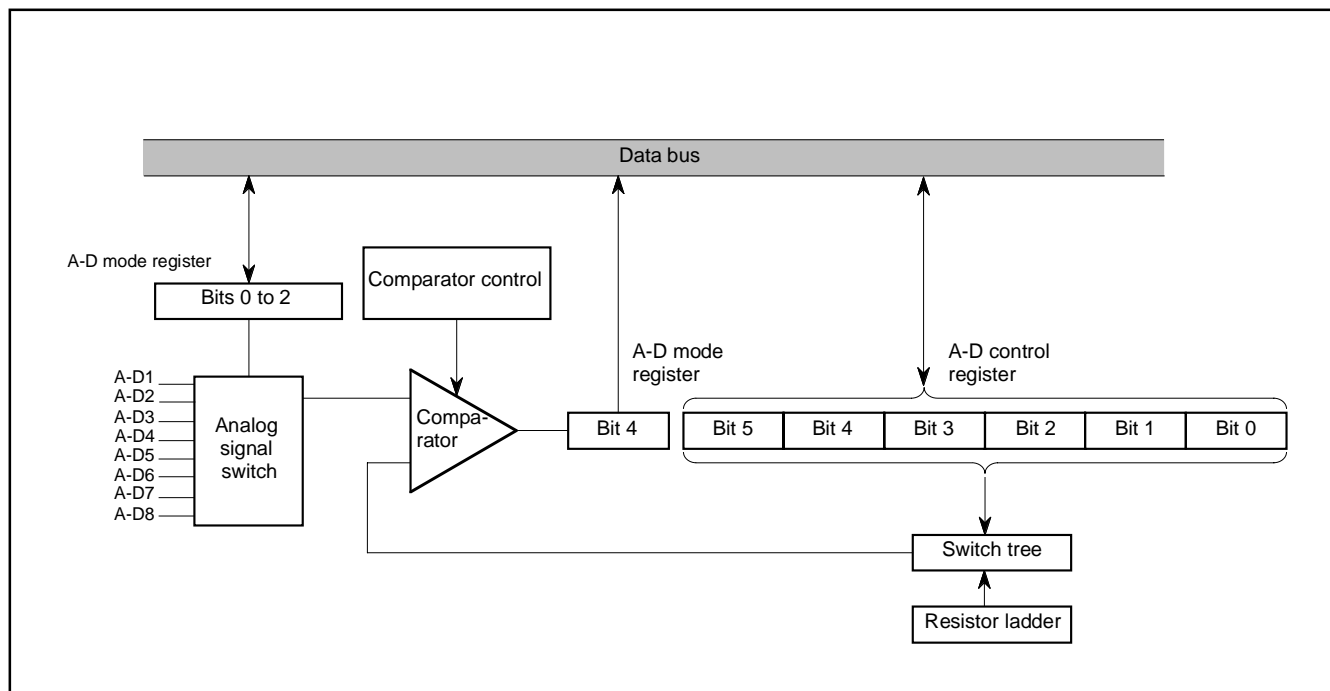 Data bus
A-D mode register
Bits 0 to 2
Comparator control
A-D mode
register
A-D control
register
A-D1
A-D2
A-D3
A-D4
A-D5
A-D6
A-D7
A-D8
Analog
signal
switch
Compa-
rator
Bit 4
Bit 5
Bit 4
Bit 3
Bit 2
Bit 1
Bit 0
Switch tree
Resistor ladder